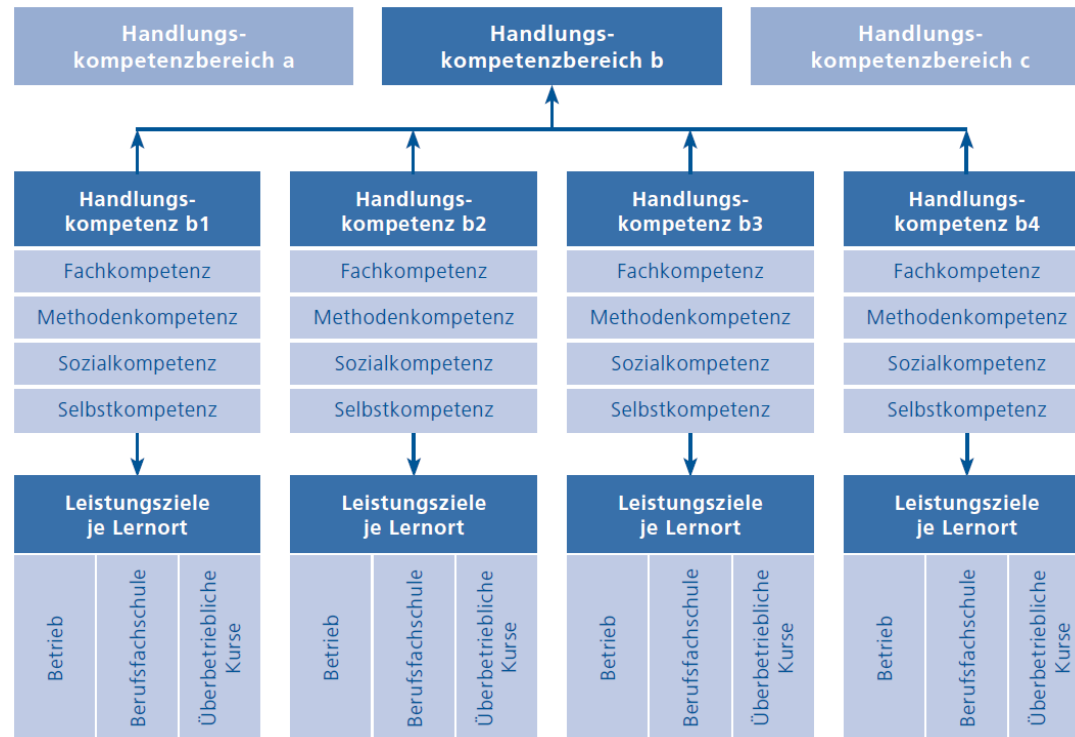 Handlungs-
kompetenzbereich a
Handlungs-
kompetenzbereich b
Handlungs-
kompetenzbereich c
Handlungs-
kompetenz b1
Handlungs-
kompetenz b2
Handlungs-
kompetenz b3
Handlungs-
kompetenz b4
Fachkompetenz
Fachkompetenz
Fachkompetenz
Fachkompetenz
Methodenkompetenz
Methodenkompetenz
Methodenkompetenz
Methodenkompetenz
Sozialkompetenz
Sozialkompetenz
Sozialkompetenz
Sozialkompetenz
Selbstkompetenz
Selbstkompetenz
Selbstkompetenz
Selbstkompetenz
Leistungsziele
je Lernort
Leistungsziele
je Lernort
Leistungsziele
je Lernort
Leistungsziele
je Lernort
Betrieb
Berufsfachschule
Überbetriebliche
Kurse
Betrieb
Berufsfachschule
Überbetriebliche
Kurse
Betrieb
Berufsfachschule
Überbetriebliche
Kurse
Betrieb
Berufsfachschule
Überbetriebliche
Kurse